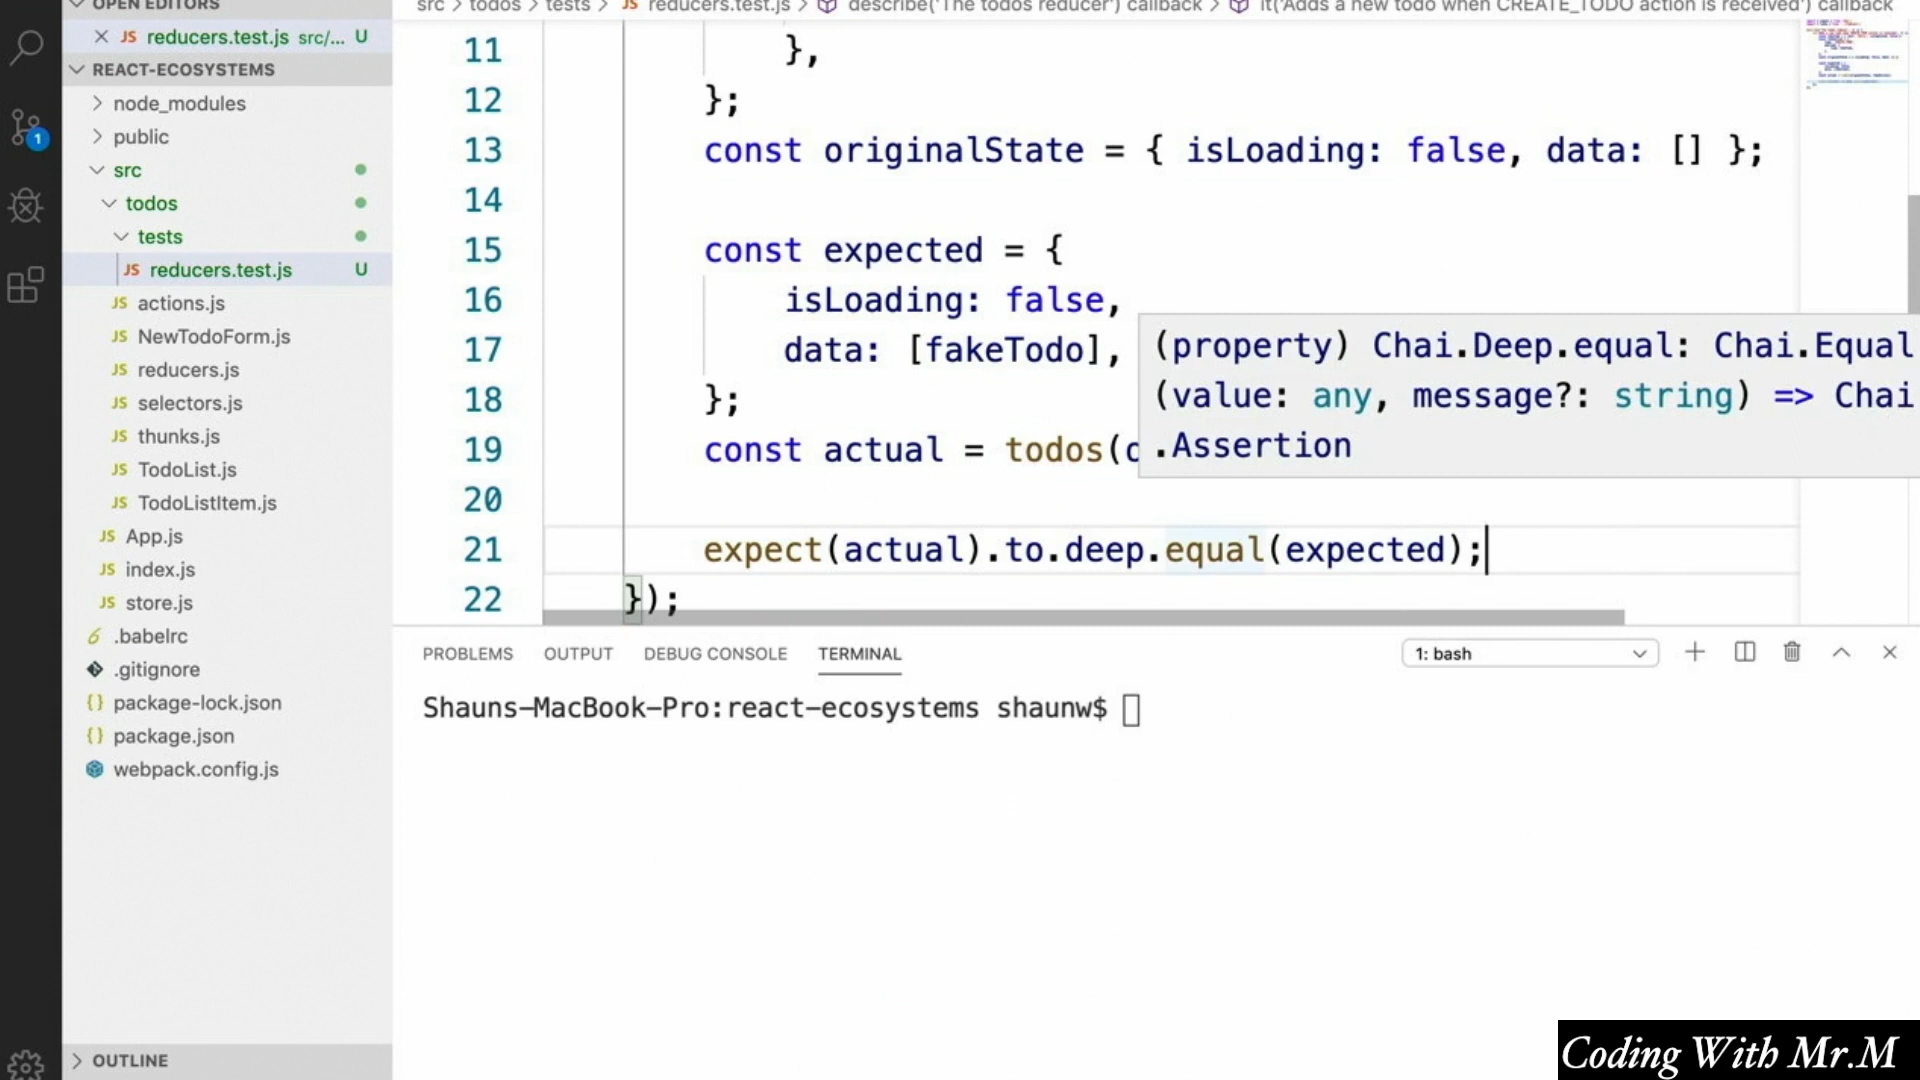 OPEN EDITORS
JS reducers.test.js src/... U
REACT-ECOSYSTEMS
node_modules
public
src
todos
tests
JS reducers.test.js U
JS actions.js
JS NewTodoForm.js
JS reducers.js
JS selectors.js
JS thunks.js
JS TodoList.js
JS TodoListItem.js
JS App.js
JS index.js
JS store.js
.babelrc
.gitignore
{} package-lock.json
{} package.json
webpack.config.js
OUTLINE
1
src > todos > tests > JS reducers.test.js > describe('The todos reducer') callback > it('Adds a new todo when CREATE_TODO action is received') callback
11 },
12 };
13 const originalState = { isLoading: false, data: [] };
14
15 const expected = {
16 isLoading: false,
17 data: [fakeTodo],
18 };
19 const actual = todos(
20
21 expect(actual).to.deep.equal(expected);
22 });
(property) Chai.Deep.equal: Chai.Equal
(value: any, message?: string) => Chai
.Assertion
PROBLEMS OUTPUT DEBUG CONSOLE TERMINAL 1: bash
Shauns-MacBook-Pro:react-ecosystems shaunw$
Coding With Mr.M